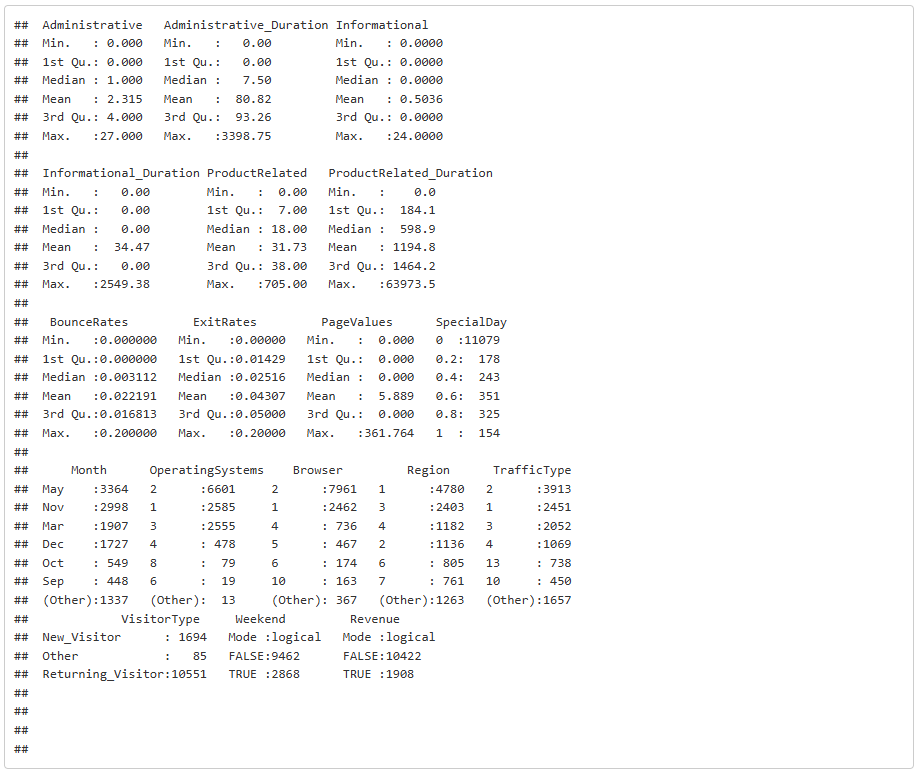 ##  Administrative   Administrative_Duration Informational    
##  Min.   : 0.000   Min.   :   0.00         Min.   : 0.0000  
##  1st Qu.: 0.000   1st Qu.:   0.00         1st Qu.: 0.0000  
##  Median : 1.000   Median :   7.50         Median : 0.0000  
##  Mean   : 2.315   Mean   :  80.82         Mean   : 0.5036  
##  3rd Qu.: 4.000   3rd Qu.:  93.26         3rd Qu.: 0.0000  
##  Max.   :27.000   Max.   :3398.75         Max.   :24.0000  
##
##  Informational_Duration ProductRelated   ProductRelated_Duration
##  Min.   :   0.00        Min.   :  0.00   Min.   :    0.0
##  1st Qu.:   0.00        1st Qu.:  7.00   1st Qu.:  184.1
##  Median :   0.00        Median : 18.00   Median :  598.9
##  Mean   :  34.47        Mean   : 31.73   Mean   : 1194.8
##  3rd Qu.:   0.00        3rd Qu.: 38.00   3rd Qu.: 1464.2
##  Max.   :2549.38        Max.   :705.00   Max.   :63973.5
##
##   BounceRates         ExitRates         PageValues      SpecialDay
##  Min.   :0.000000   Min.   :0.00000   Min.   :  0.000   0  :11079
##  1st Qu.:0.000000   1st Qu.:0.01429   1st Qu.:  0.000   0.2:  178
##  Median :0.003112   Median :0.02516   Median :  0.000   0.4:  243
##  Mean   :0.022191   Mean   :0.04307   Mean   :  5.889   0.6:  351
##  3rd Qu.:0.016813   3rd Qu.:0.05000   3rd Qu.:  0.000   0.8:  325
##  Max.   :0.200000   Max.   :0.20000   Max.   :361.764   1  :  154
##
##      Month      OperatingSystems    Browser         Region      TrafficType
##  May    :3364   2      :6601     2      :7961   1      :4780   2      :3913
##  Nov    :2998   1      :2585     1      :2462   3      :2403   1      :2451
##  Mar    :1907   3      :2555     4      : 736   4      :1182   3      :2052
##  Dec    :1727   4      : 478     5      : 467   2      :1136   4      :1069
##  Oct    : 549   8      :  79     6      : 174   6      : 805   13     : 738
##  Sep    : 448   6      :  19     10     : 163   7      : 761   10     : 450
##  (Other):1337   (Other):  13     (Other): 367   (Other):1263   (Other):1657
##             VisitorType     Weekend         Revenue
##  New_Visitor      : 1694   Mode :logical   Mode :logical
##  Other            :   85   FALSE:9462      FALSE:10422
##  Returning_Visitor:10551   TRUE :2868      TRUE :1908
##
##
##
##